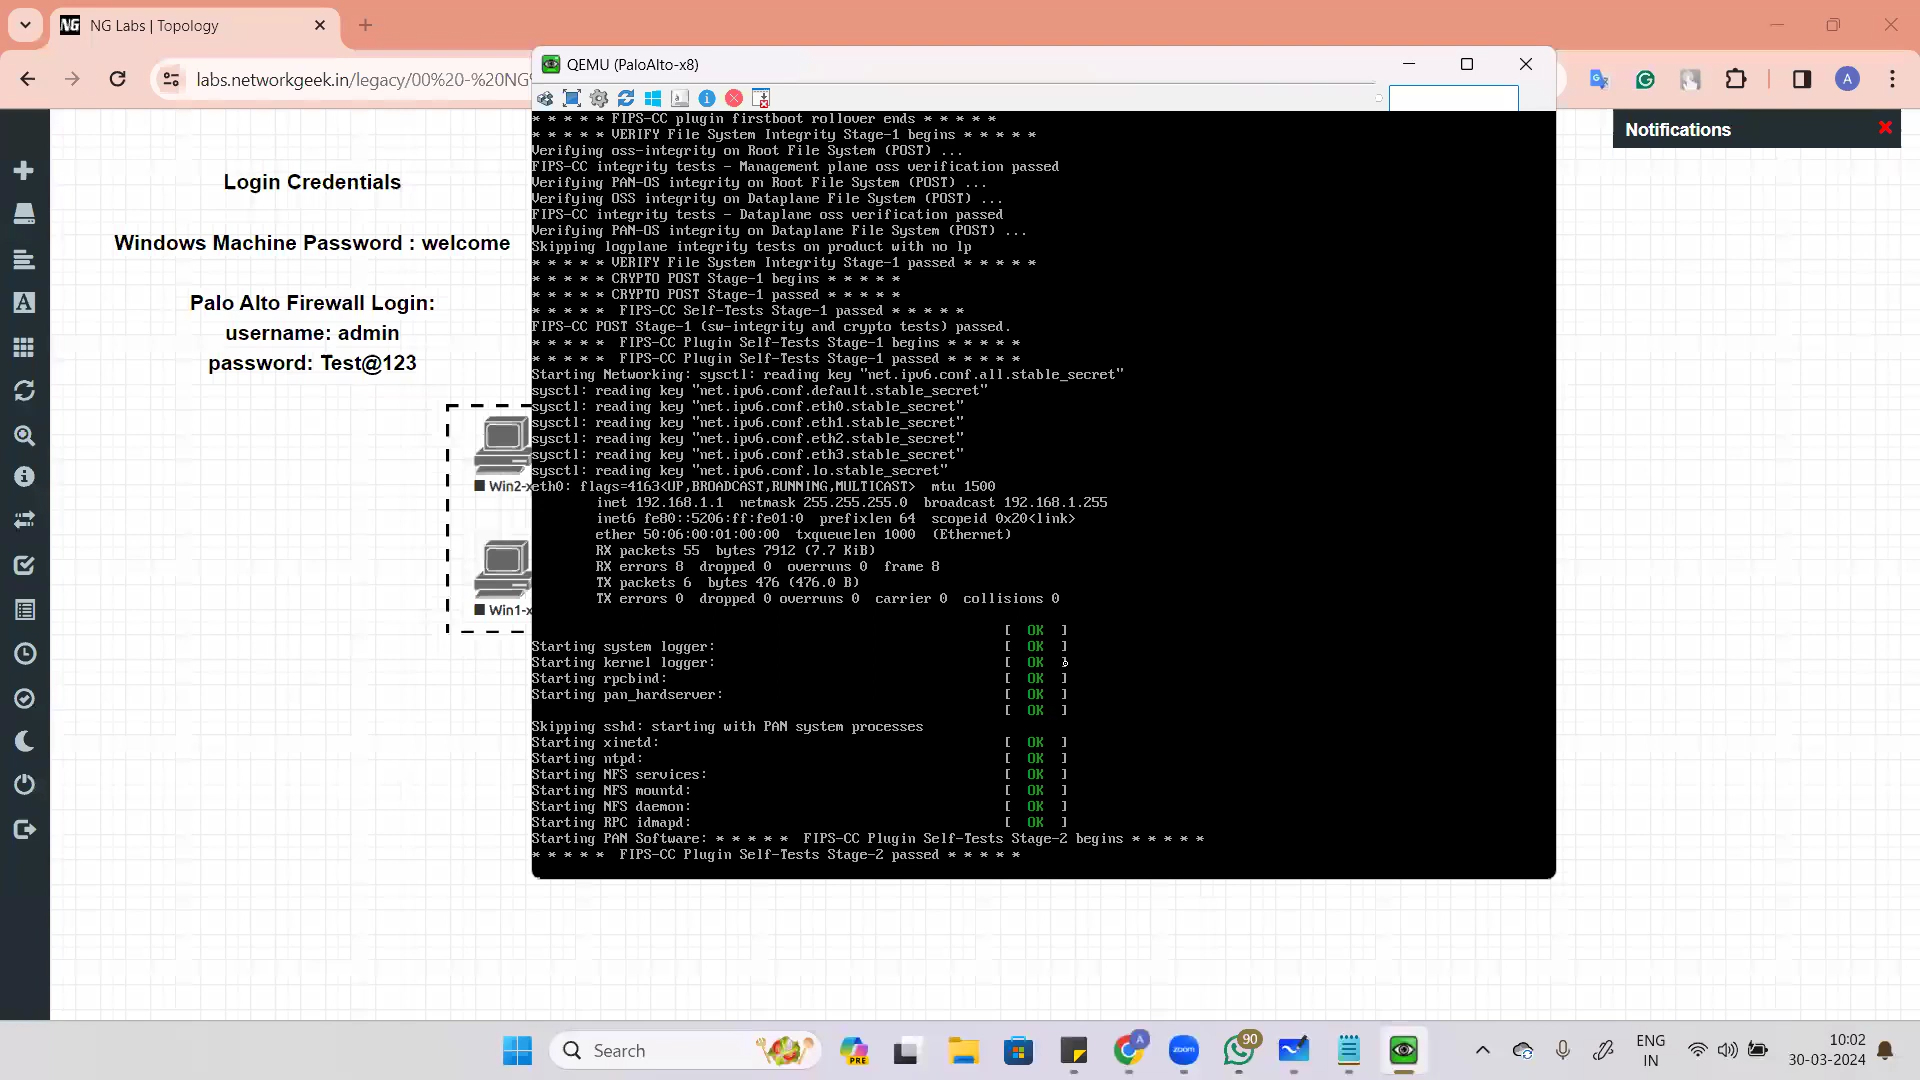 NG Labs | Topology
labs.networkgeek.in/legacy/00%20-%20NG%
Login Credentials
Windows Machine Password : welcome
Palo Alto Firewall Login:
username: admin
password: Test@123
Win2-x
Win1-x
QEMU (PaloAlto-x8)
* * * * * FIPS-CC plugin firstboot rollover ends * * * * *
* * * * * VERIFY File System Integrity Stage-1 begins * * * * *
Verifying oss-integrity on Root File System (POST) ...
FIPS-CC integrity tests - Management plane oss verification passed
Verifying PAN-OS integrity on Root File System (POST) ...
Verifying OSS integrity on Dataplane File System (POST) ...
FIPS-CC integrity tests - Dataplane oss verification passed
Verifying PAN-OS integrity on Dataplane File System (POST) ...
Skipping logplane integrity tests on product with no lp
* * * * * VERIFY File System Integrity Stage-1 passed * * * * *
* * * * * CRYPTO POST Stage-1 begins * * * * *
* * * * * CRYPTO POST Stage-1 passed * * * * *
* * * * *  FIPS-CC Self-Tests Stage-1 passed * * * * *
FIPS-CC POST Stage-1 (sw-integrity and crypto tests) passed.
* * * * *  FIPS-CC Plugin Self-Tests Stage-1 begins * * * * *
* * * * *  FIPS-CC Plugin Self-Tests Stage-1 passed * * * * *
Starting Networking: sysctl: reading key "net.ipv6.conf.all.stable_secret"
sysctl: reading key "net.ipv6.conf.default.stable_secret"
sysctl: reading key "net.ipv6.conf.eth0.stable_secret"
sysctl: reading key "net.ipv6.conf.eth1.stable_secret"
sysctl: reading key "net.ipv6.conf.eth2.stable_secret"
sysctl: reading key "net.ipv6.conf.eth3.stable_secret"
sysctl: reading key "net.ipv6.conf.lo.stable_secret"
eth0: flags=4163<UP,BROADCAST,RUNNING,MULTICAST>  mtu 1500
inet 192.168.1.1  netmask 255.255.255.0  broadcast 192.168.1.255
inet6 fe80::5206:ff:fe01:0  prefixlen 64  scopeid 0x20<link>
ether 50:06:00:01:00:00  txqueuelen 1000  (Ethernet)
RX packets 55  bytes 7912 (7.7 KiB)
RX errors 8  dropped 0  overruns 0  frame 8
TX packets 6  bytes 476 (476.0 B)
TX errors 0  dropped 0 overruns 0  carrier 0  collisions 0
[  OK  ]
Starting system logger: [  OK  ]
Starting kernel logger: [  OK  ]
Starting rpcbind: [  OK  ]
Starting pan_hardserver: [  OK  ]
[  OK  ]
Skipping sshd: starting with PAN system processes
Starting xinetd: [  OK  ]
Starting ntpd: [  OK  ]
Starting NFS services: [  OK  ]
Starting NFS mountd: [  OK  ]
Starting NFS daemon: [  OK  ]
Starting RPC idmapd: [  OK  ]
Starting PAN Software: * * * * *  FIPS-CC Plugin Self-Tests Stage-2 begins * * * * *
* * * * *  FIPS-CC Plugin Self-Tests Stage-2 passed * * * * *
Notifications
Search
PRE
zoom
90
ENG
IN
10:02
30-03-2024